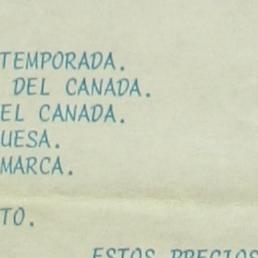 TEMPORADA.
DEL CANADA.
EL CANADA.
UESA.
MARCA.
TO.
ESTOS PRECIOS